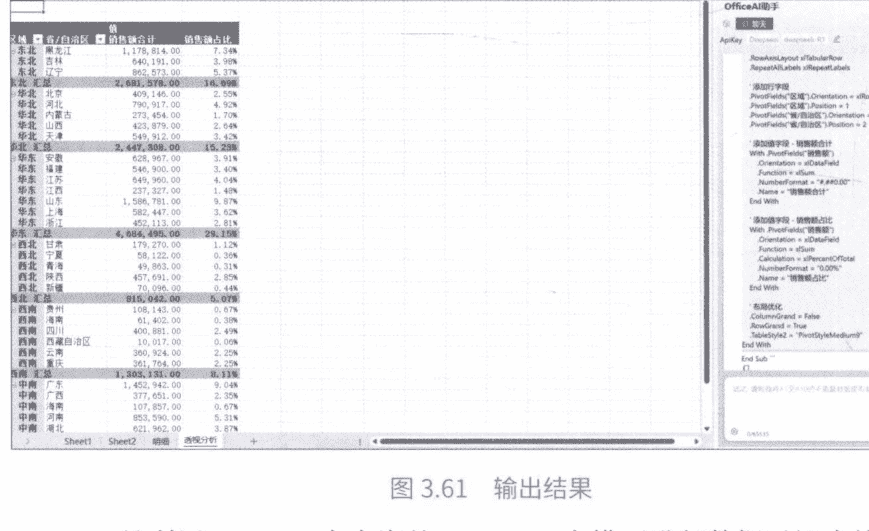 值
区域 省/自治区 销售额合计 销售额占比
东北 黑龙江 1,178,814.00 7.34%
东北 吉林 640,191.00 3.98%
东北 辽宁 862,573.00 5.37%
东北 汇总 2,681,578.00
华北 北京 409,146.00 2.55%
华北 河北 790,917.00 4.92%
华北 内蒙古 273,454.00 1.70%
华北 山西 423,879.00 2.64%
华北 天津 549,912.00 3.42%
华北 汇总 2,447,308.00 15.23%
华东 安徽 628,967.00 3.91%
华东 福建 546,900.00 3.40%
华东 江苏 649,960.00 4.04%
华东 江西 237,327.00 1.48%
华东 山东 1,586,781.00 9.87%
华东 上海 582,447.00 3.62%
华东 浙江 452,113.00 2.81%
华东 汇总 4,684,495.00 29.15%
西北 甘肃 179,270.00 1.12%
西北 宁夏 58,122.00 0.36%
西北 青海 49,863.00 0.31%
西北 陕西 457,691.00 2.85%
西北 新疆 70,096.00 0.44%
西北 汇总 815,042.00 5.07%
西南 贵州 108,143.00 0.67%
西南 海南 61,402.00 0.38%
西南 四川 400,881.00 2.49%
西南 西藏自治区 10,017.00 0.06%
西南 云南 360,924.00 2.25%
西南 重庆 361,764.00 2.25%
西南 汇总 1,303,131.00 8.11%
中南 广东 1,452,942.00 9.04%
中南 广西 377,651.00 2.35%
中南 海南 107,857.00 0.67%
中南 河南 853,590.00 5.31%
中南 湖北 621,962.00 3.87%
Sheet1 Sheet2 明细 透视分析 +
OfficeAI助手
聊天
ApiKey Deepseek deepseek-R1
.RowAxisLayout xlTabularRow
.RepeatAllLabels xlRepeatLabels
'添加行字段
.PivotFields("区域").Orientation = xlRo
.PivotFields("区域").Position = 1
.PivotFields("省/自治区").Orientation =
.PivotFields("省/自治区").Position = 2
'添加值字段 - 销售额合计
With .PivotFields("销售额")
.Orientation = xlDataField
.Function = xlSum
.NumberFormat = "#,##0.00"
.Name = "销售额合计"
End With
'添加值字段 - 销售额占比
With .PivotFields("销售额")
.Orientation = xlDataField
.Function = xlSum
.Calculation = xlPercentOfTotal
.NumberFormat = "0.00%"
.Name = "销售额占比"
End With
'布局优化
.ColumnGrand = False
.RowGrand = True
.TableStyle2 = "PivotStyleMedium9"
End With
End Sub
图 3.61 输出结果